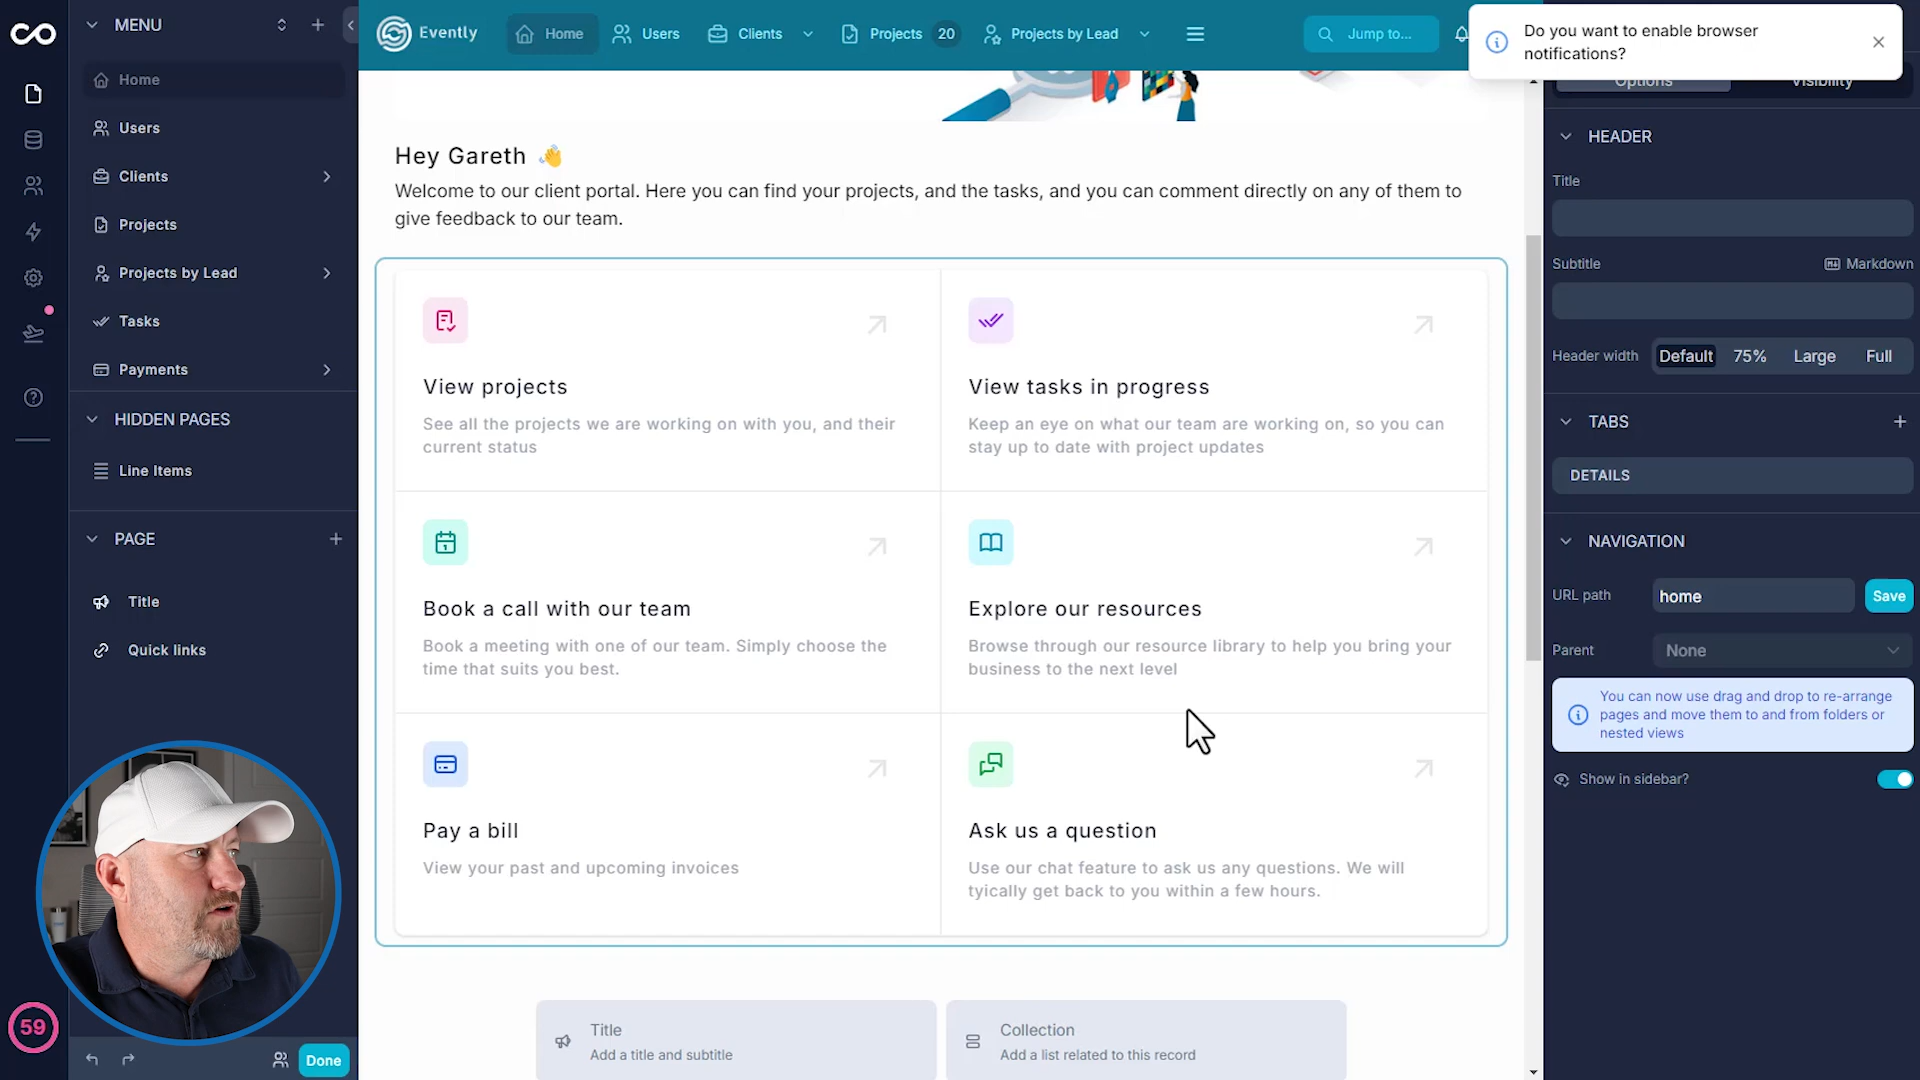 MENU
Home
Users
Clients
Projects
Projects by Lead
Tasks
Payments
HIDDEN PAGES
Line Items
PAGE
Title
Quick links
59
Done
Evently
Home
Users
Clients
Projects
20
Projects by Lead
Jump to...
Do you want to enable browser
notifications?
Hey Gareth
Welcome to our client portal. Here you can find your projects, and the tasks, and you can comment directly on any of them to
give feedback to our team.
View projects
See all the projects we are working on with you, and their
current status
View tasks in progress
Keep an eye on what our team are working on, so you can
stay up to date with project updates
Book a call with our team
Book a meeting with one of our team. Simply choose the
time that suits you best.
Explore our resources
Browse through our resource library to help you bring your
business to the next level
Pay a bill
View your past and upcoming invoices
Ask us a question
Use our chat feature to ask us any questions. We will
tyically get back to you within a few hours.
Title
Add a title and subtitle
Collection
Add a list related to this record
Options
Visibility
HEADER
Title
Subtitle
Markdown
Header width
Default
75%
Large
Full
TABS
DETAILS
NAVIGATION
URL path
home
Save
Parent
None
You can now use drag and drop to re-arrange
pages and move them to and from folders or
nested views
Show in sidebar?